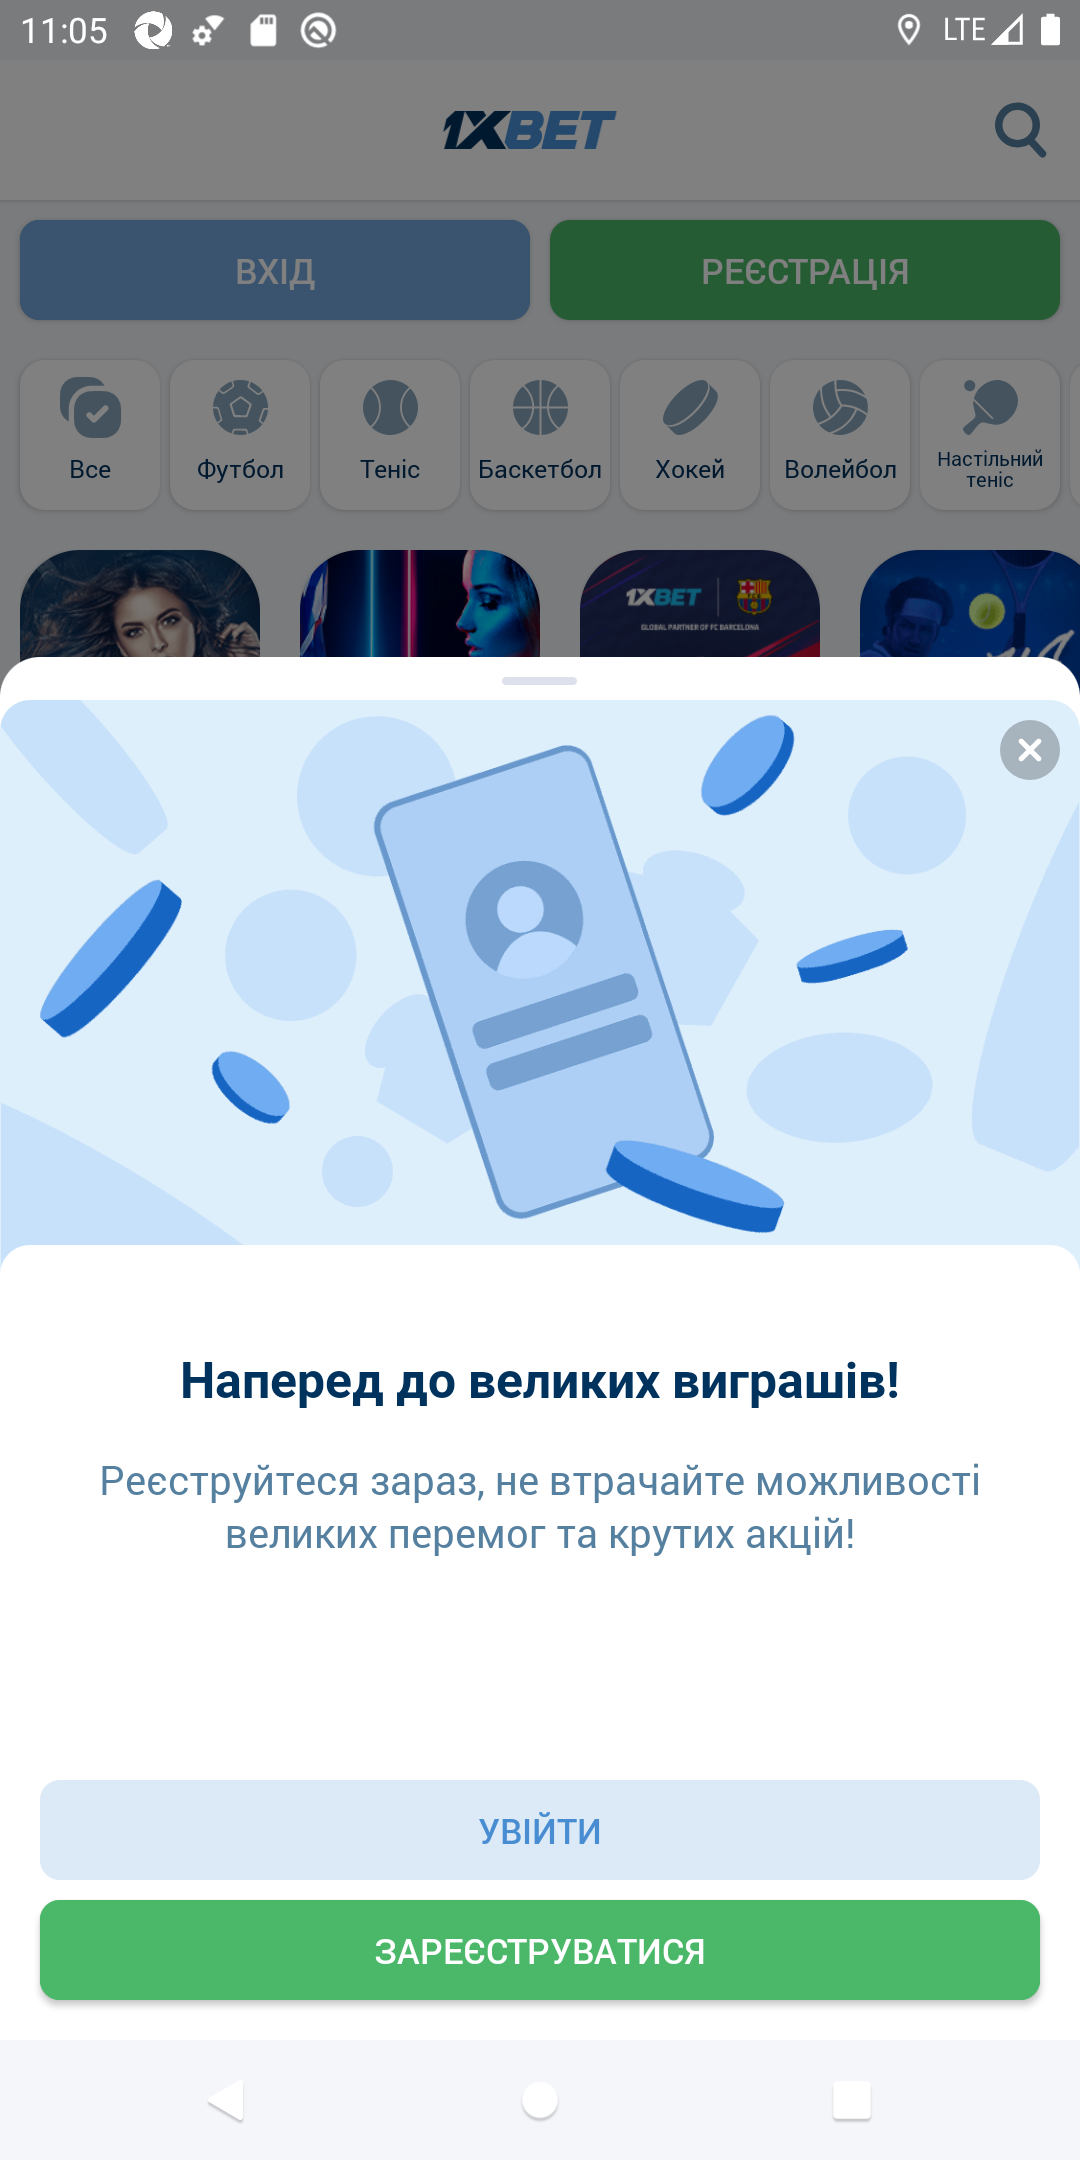 11:05
LTE
1XBET
ВХІД
РЕЄСТРАЦІЯ
Все
Футбол
Теніс
Баскетбол
Хокей
Волейбол
Настільний
теніс
1XBET
GLOBAL PARTNER OF FC BARCELONA
Наперед до великих виграшів!
Реєструйтеся зараз, не втрачайте можливості
великих перемог та крутих акцій!
УВІЙТИ
ЗАРЕЄСТРУВАТИСЯ